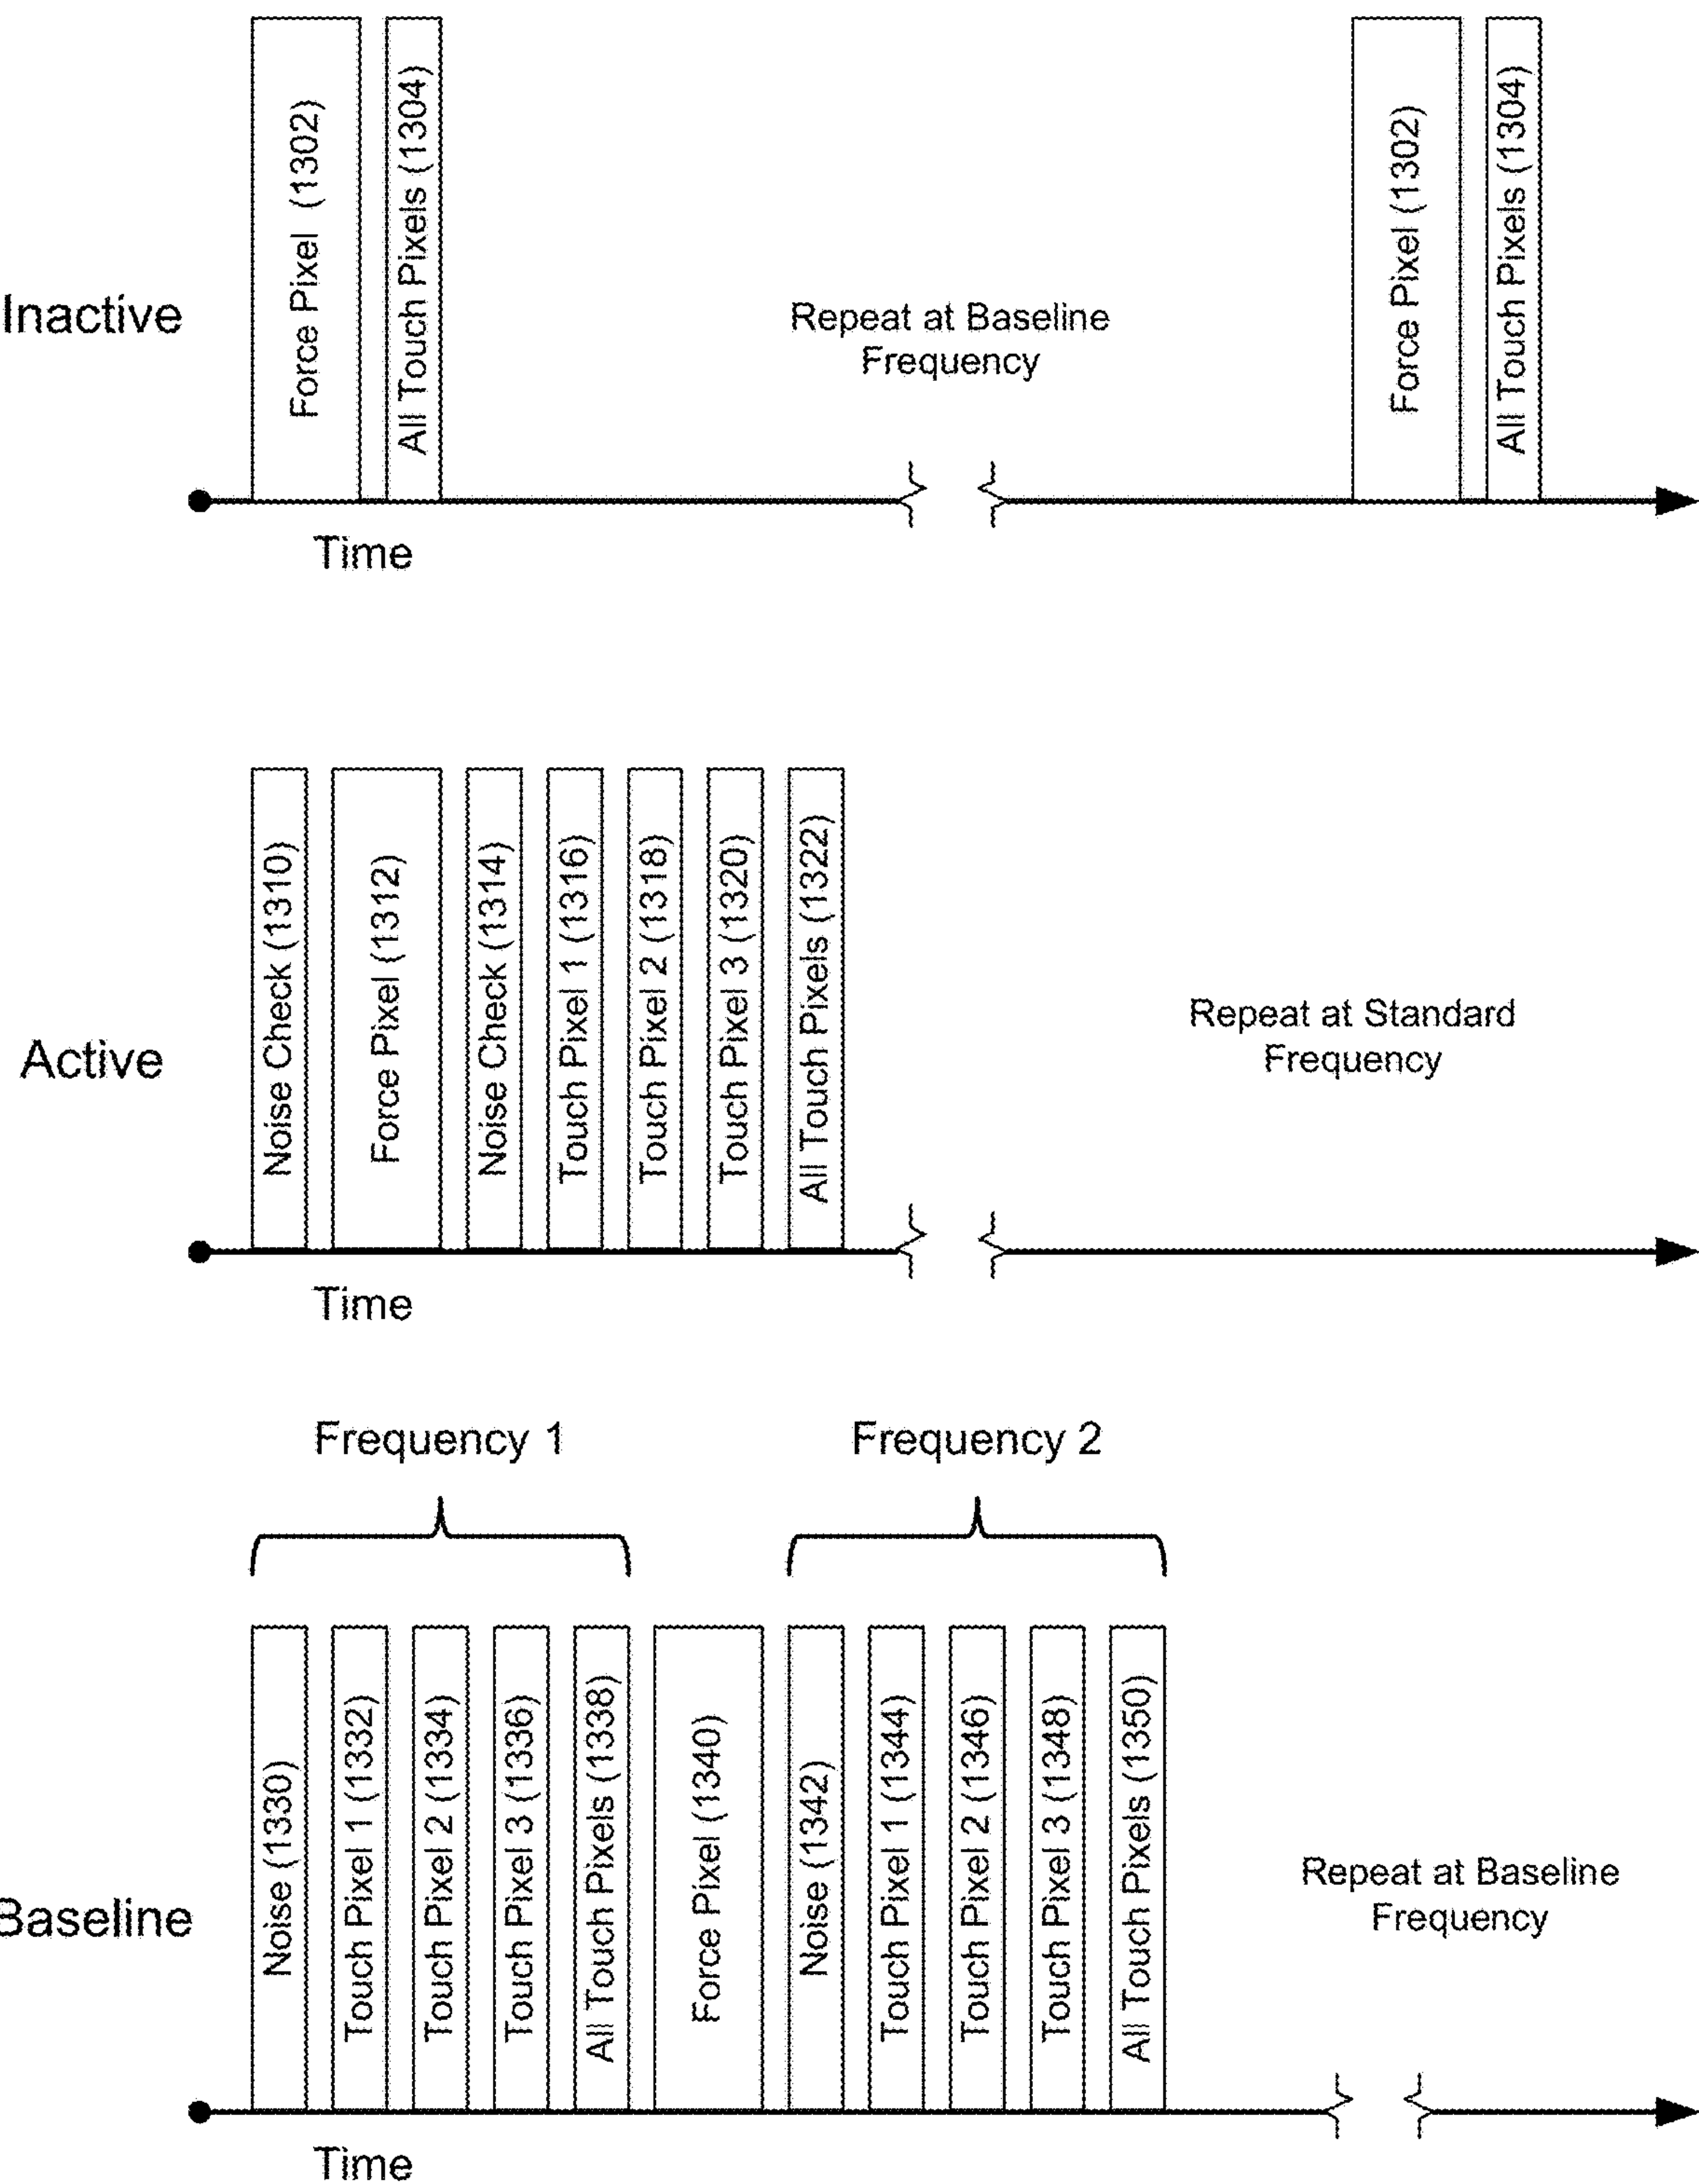 Inactive
Force Pixel (1302)
All Touch Pixels (1304)
Repeat at Baseline
Frequency
Force Pixel (1302)
All Touch Pixels (1304)
Time
Active
Noise Check (1310)
Force Pixel (1312)
Noise Check (1314)
Touch Pixel 1 (1316)
Touch Pixel 2 (1318)
Touch Pixel 3 (1320)
All Touch Pixels (1322)
Repeat at Standard
Frequency
Time
Frequency 1
Frequency 2
Baseline
Noise (1330)
Touch Pixel 1 (1332)
Touch Pixel 2 (1334)
Touch Pixel 3 (1336)
All Touch Pixels (1338)
Force Pixel (1340)
Noise (1342)
Touch Pixel 1 (1344)
Touch Pixel 2 (1346)
Touch Pixel 3 (1348)
All Touch Pixels (1350)
Repeat at Baseline
Frequency
Time